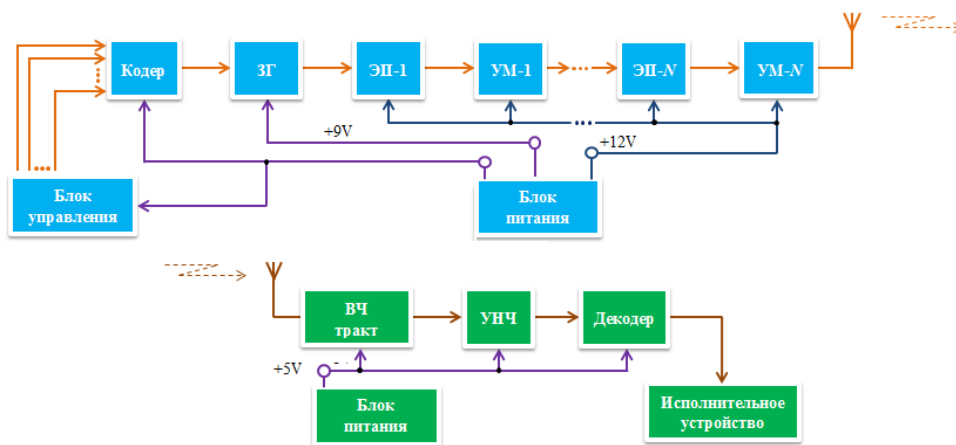 Кодер
ЗГ
ЭП-1
УМ-1
ЭП-N
УМ-N
+9V
+12V
Блок
управления
Блок
питания
ВЧ
тракт
УНЧ
Декодер
+5V
Блок
питания
Исполнительное
устройство